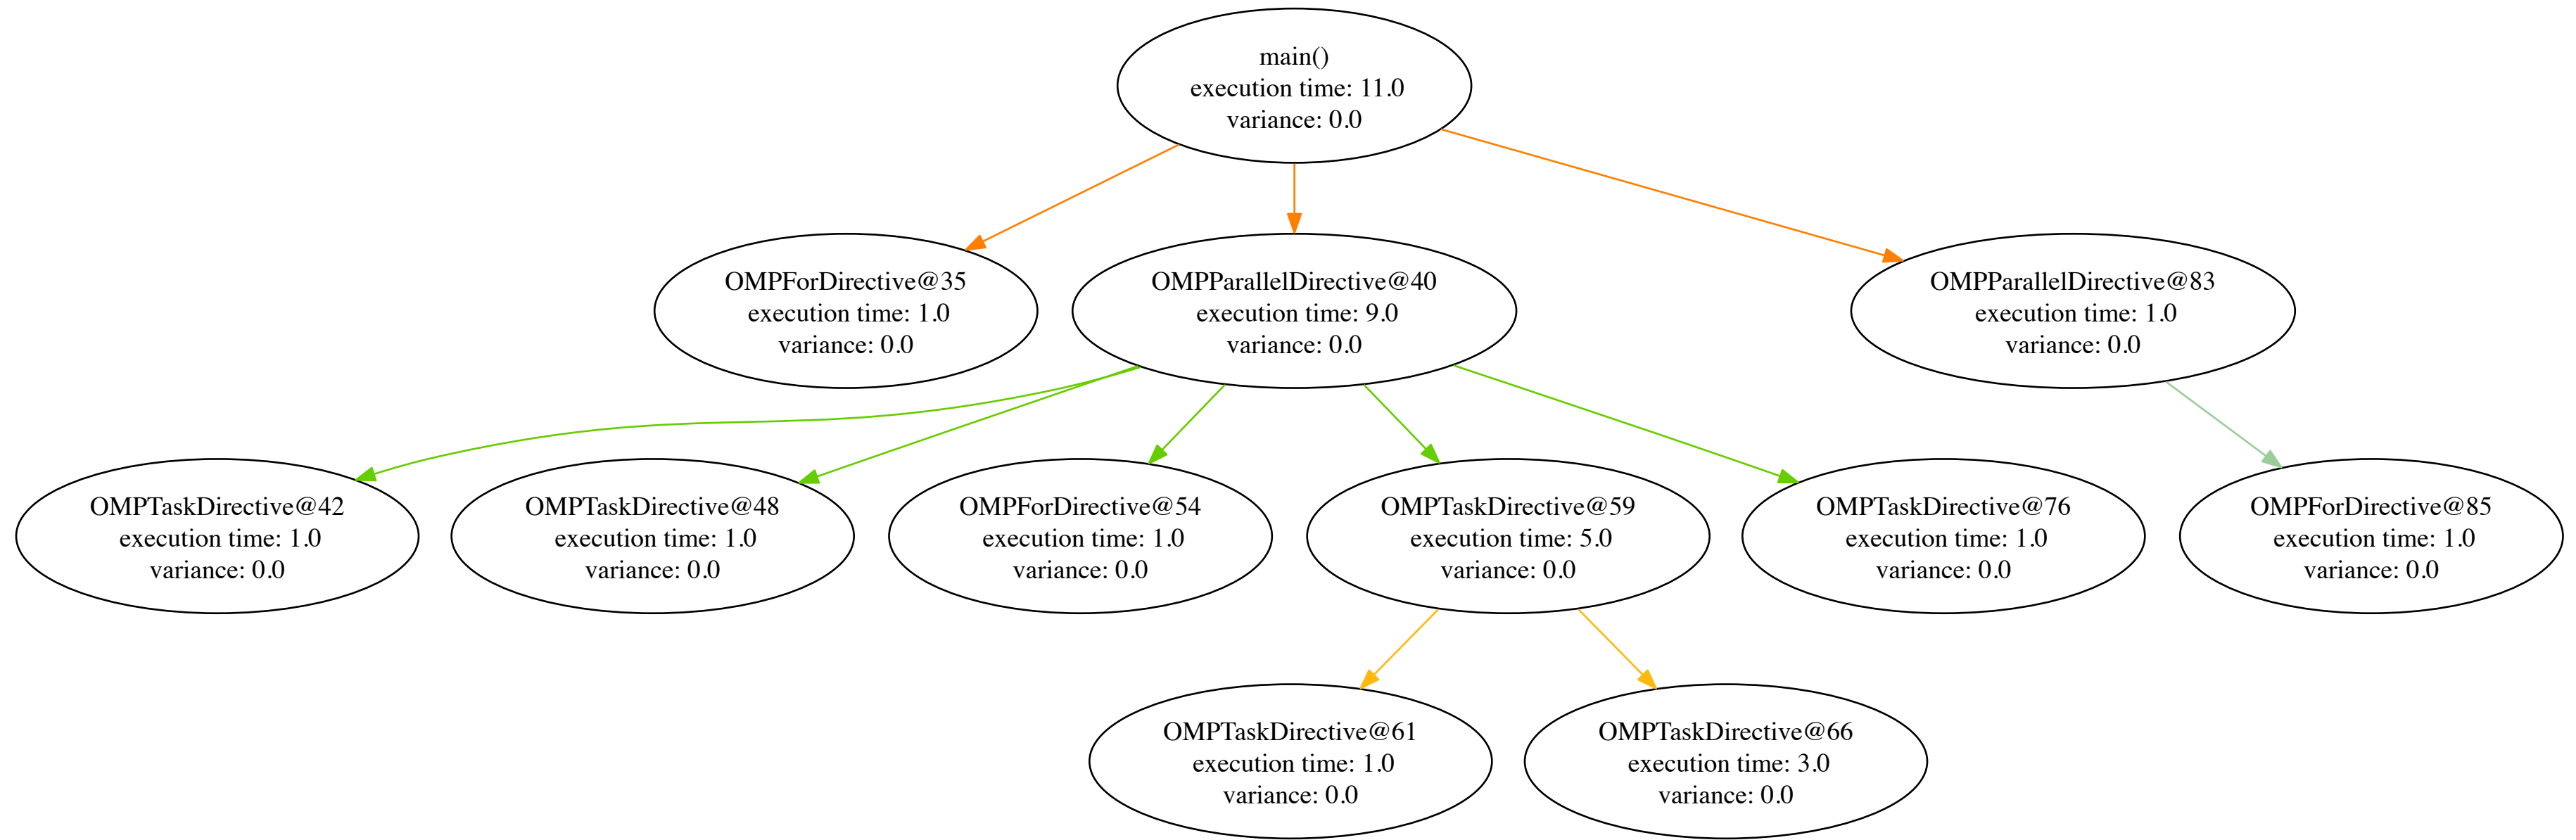 main()
execution time: 11.0
variance: 0.0
OMPForDirective@35
execution time: 1.0
variance: 0.0
OMPParallelDirective@40
execution time: 9.0
variance: 0.0
OMPParallelDirective@83
execution time: 1.0
variance: 0.0
OMPTaskDirective@42
execution time: 1.0
variance: 0.0
OMPTaskDirective@48
execution time: 1.0
variance: 0.0
OMPForDirective@54
execution time: 1.0
variance: 0.0
OMPTaskDirective@59
execution time: 5.0
variance: 0.0
OMPTaskDirective@76
execution time: 1.0
variance: 0.0
OMPForDirective@85
execution time: 1.0
variance: 0.0
OMPTaskDirective@61
execution time: 1.0
variance: 0.0
OMPTaskDirective@66
execution time: 3.0
variance: 0.0